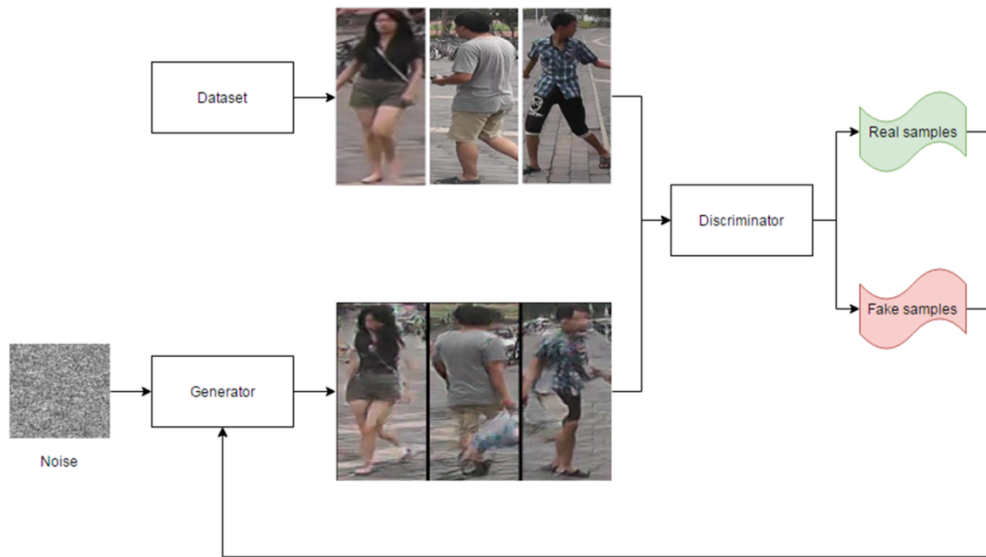 Dataset
Real samples
Discriminator
Fake samples
Generator
Noise